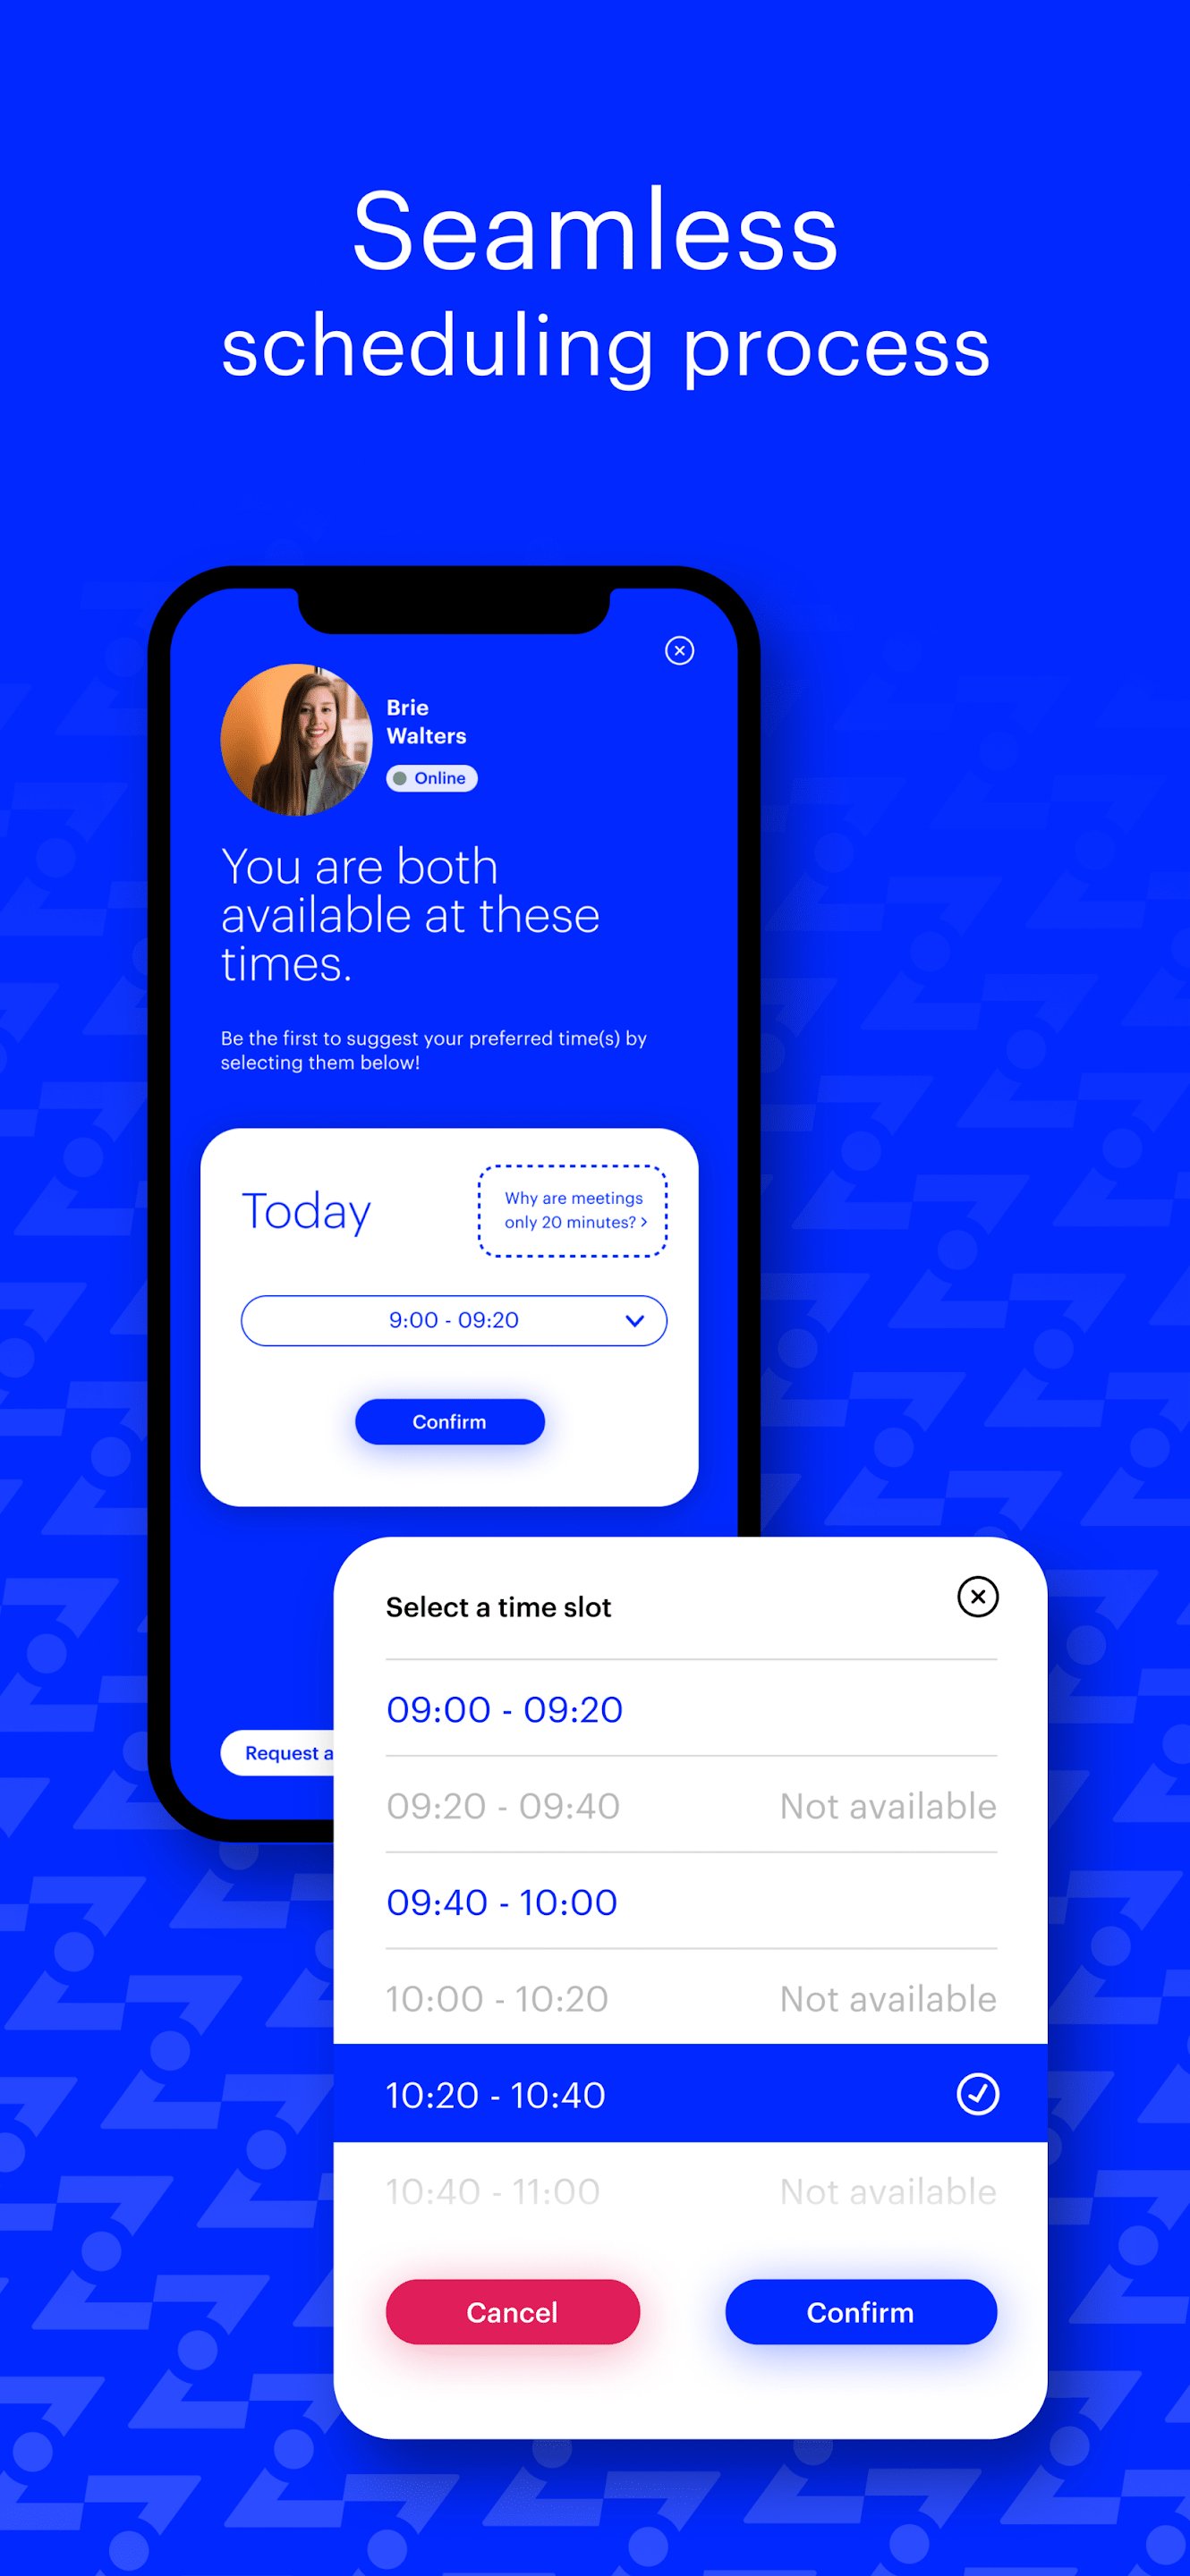 Seamless
scheduling process
Brie
Walters
Online
You are both
available at these
times.
Be the first to suggest your preferred time(s) by
selecting them below!
Today
Why are meetings
only 20 minutes? >
9:00 - 09:20
Confirm
Request a
Select a time slot
09:00 - 09:20
09:20 - 09:40 Not available
09:40 - 10:00
10:00 - 10:20 Not available
10:20 - 10:40
10:40 - 11:00 Not available
Cancel Confirm